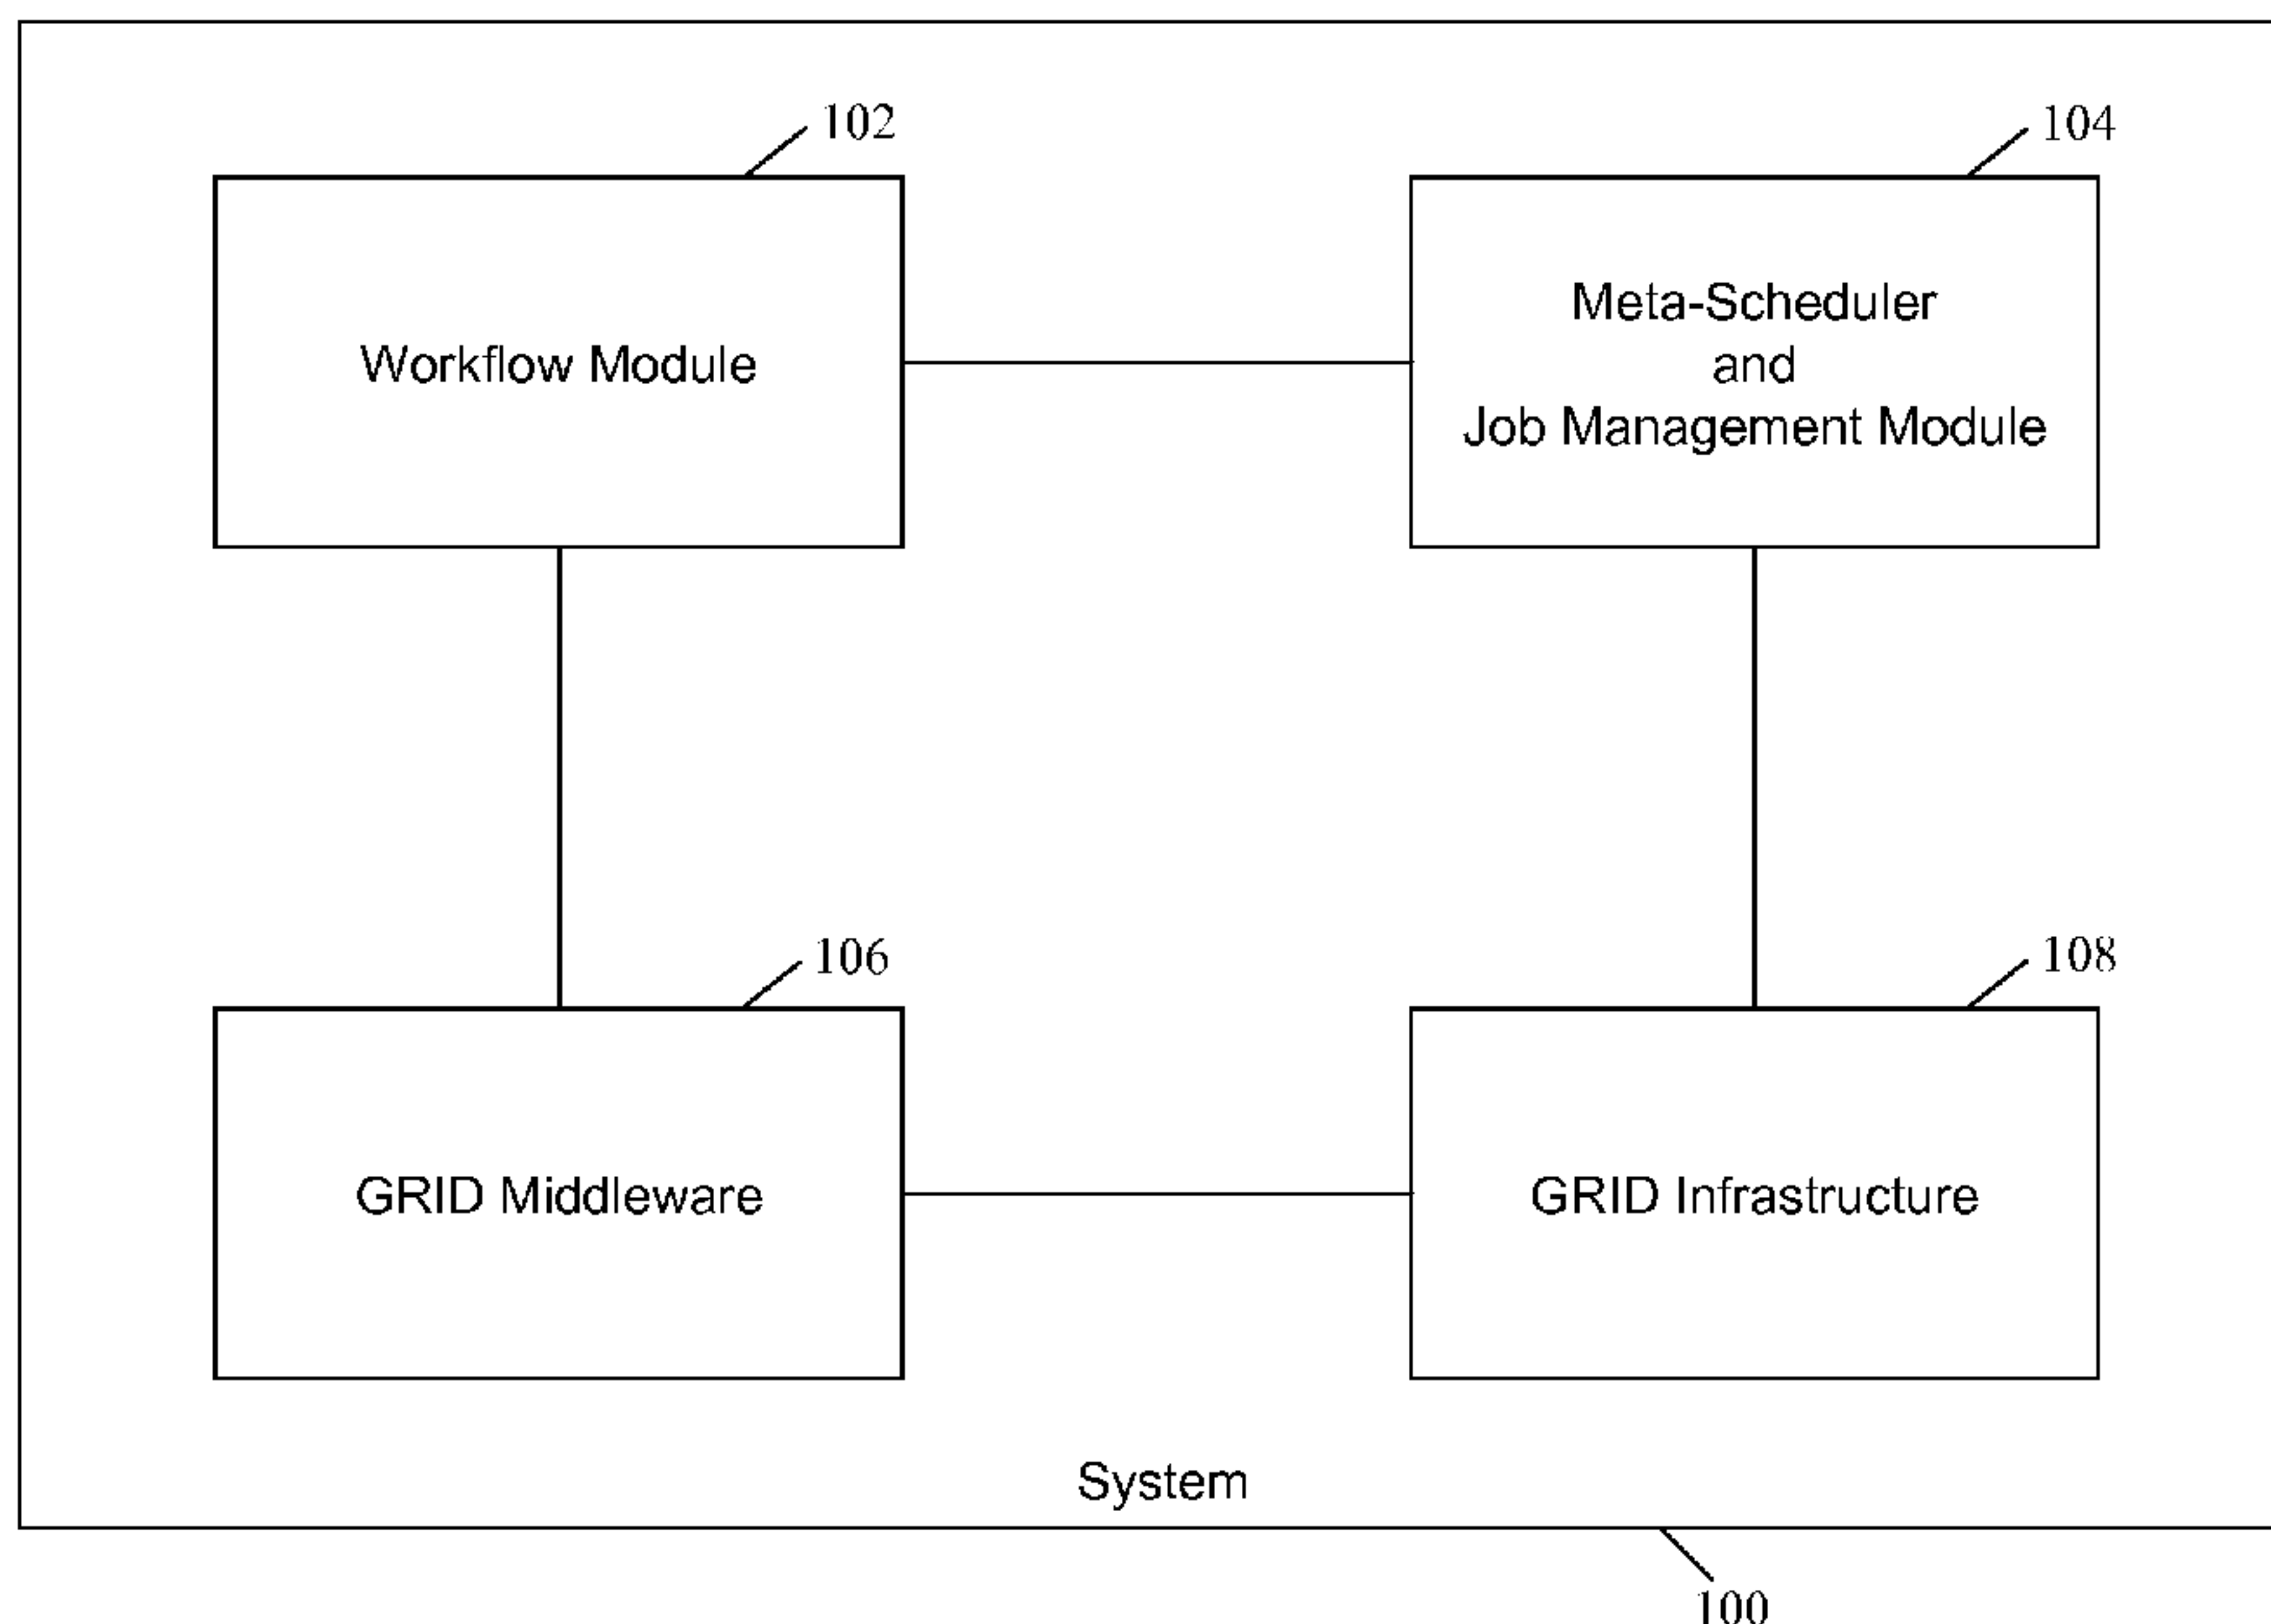 102
104
Workflow Module
Meta-Scheduler
and
Job Management Module
106
108
GRID Middleware
GRID Infrastructure
System
100